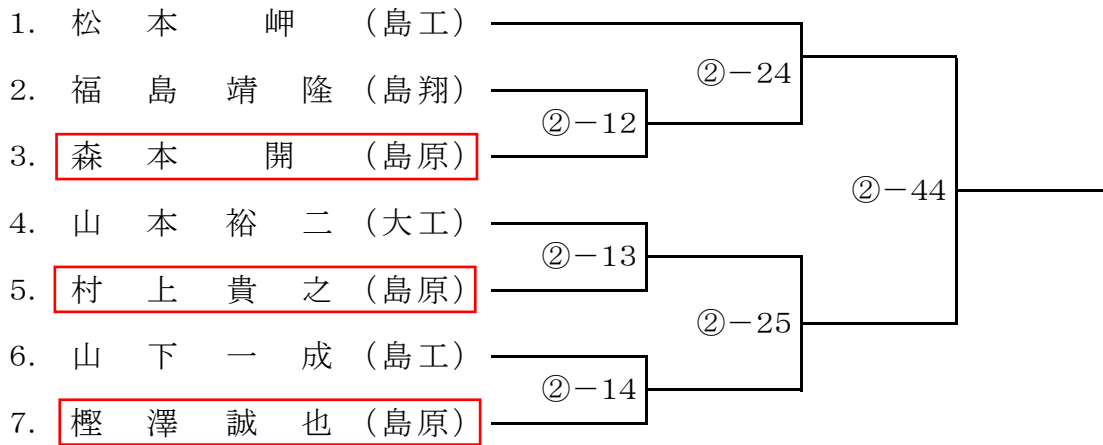 1. 松本 岬 (島工)
2. 福島靖隆 (島翔)
3. 森本 開 (島原)
4. 山本裕二 (大工)
5. 村上貴之 (島原)
6. 山下一成 (島工)
7. 樫澤誠也 (島原)
②－12
②－13
②－14
②－24
②－25
②－44